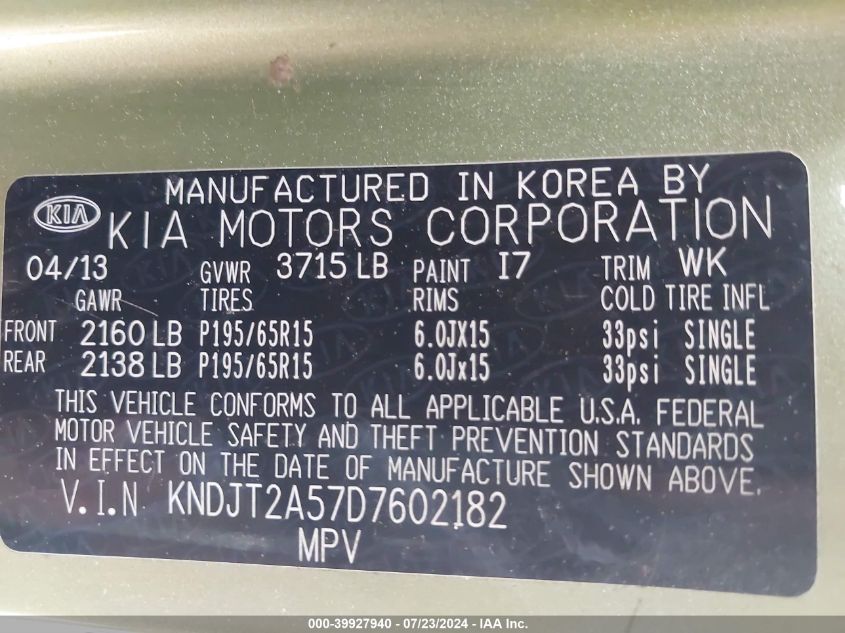 MANUFACTURED IN KOREA BY
KIA KIA MOTORS CORPORATION
04/13 GVWR 3715 LB PAINT I7 TRIM WK
GAWR TIRES RIMS COLD TIRE INFL
FRONT 2160 LB P195/65R15 6.0JX15 33psi SINGLE
REAR 2138 LB P195/65R15 6.0Jx15 33psi SINGLE
THIS VEHICLE CONFORMS TO ALL APPLICABLE U.S.A. FEDERAL
MOTOR VEHICLE SAFETY AND THEFT PREVENTION STANDARDS
IN EFFECT ON THE DATE OF MANUFACTURE SHOWN ABOVE.
V.I.N KNDJT2A57D7602182
MPV
000-39927940 / 07/23/2024 - IAA Inc.